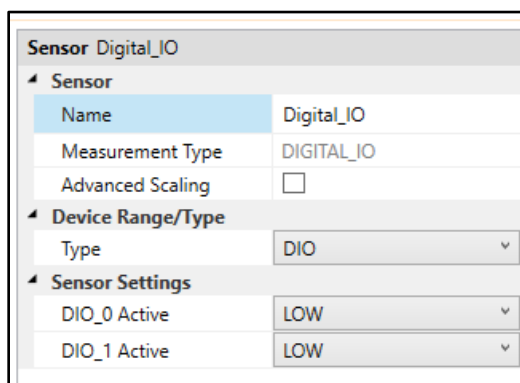 Sensor Digital_IO
Sensor
Name Digital_IO
Measurement Type DIGITAL_IO
Advanced Scaling
Device Range/Type
Type DIO
Sensor Settings
DIO_0 Active LOW
DIO_1 Active LOW